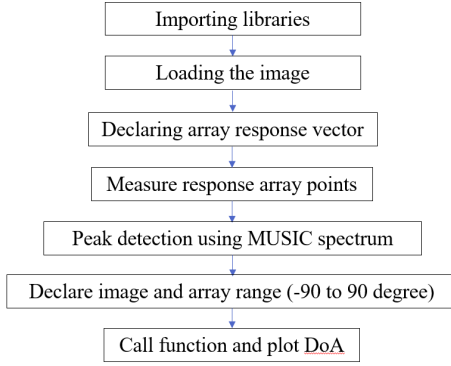 Importing libraries
Loading the image
Declaring array response vector
Measure response array points
Peak detection using MUSIC spectrum
Declare image and array range (-90 to 90 degree)
Call function and plot DoA